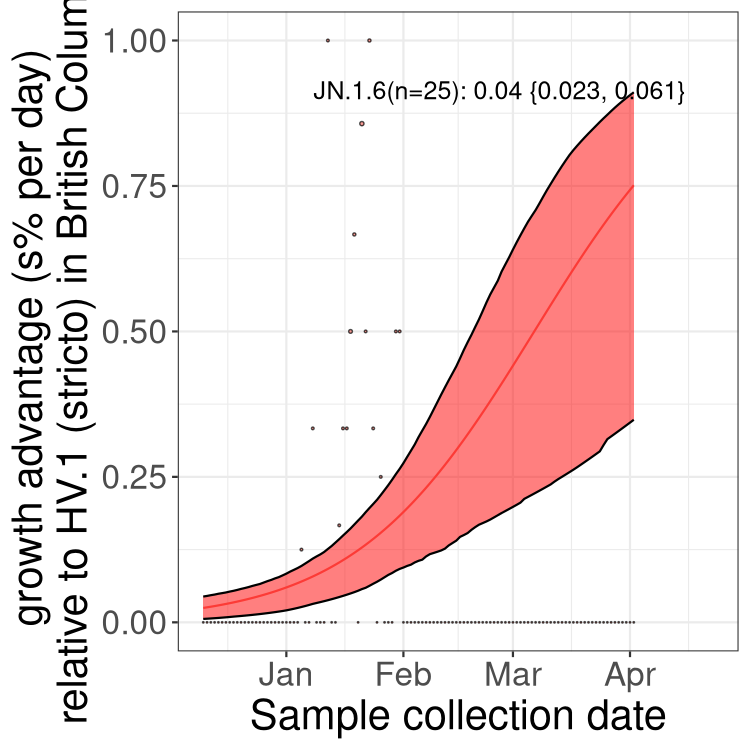 growth advantage (s% per day)
relative to HV.1 (stricto) in British Colum
1.00
0.75
0.50
0.25
0.00
JN.1.6(n=25): 0.04 {0.023, 0.061}
Jan Feb Mar Apr
Sample collection date